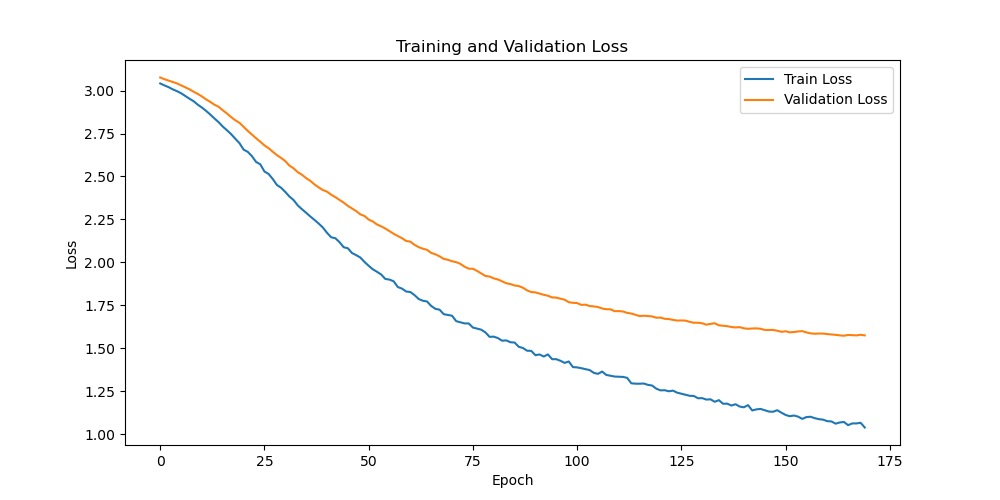 Training and Validation Loss
Train Loss
Validation Loss
Loss
3.00
2.75
2.50
2.25
2.00
1.75
1.50
1.25
1.00
0 25 50 75 100 125 150 175
Epoch